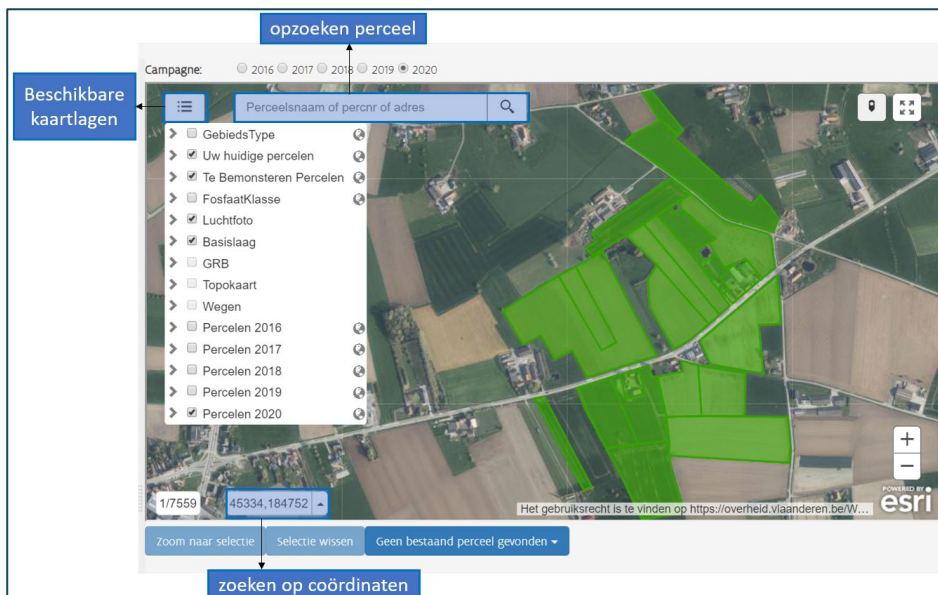 opzoeken perceel
Campagne: 2016 2017 2018 2019 2020
Beschikbare
kaartlagen
Perceelsnaam of percnr of adres
GebiedsType
Uw huidige percelen
Te Bemonsteren Percelen
FosfaatKlasse
Luchtfoto
Basislaag
GRB
Topokaart
Wegen
Percelen 2016
Percelen 2017
Percelen 2018
Percelen 2019
Percelen 2020
+
−
1/7559
45334,184752
Het gebruiksrecht is te vinden op https://overheid.vlaanderen.be/W...
POWERED BY
esri
Zoom naar selectie
Selectie wissen
Geen bestaand perceel gevonden
zoeken op coördinaten